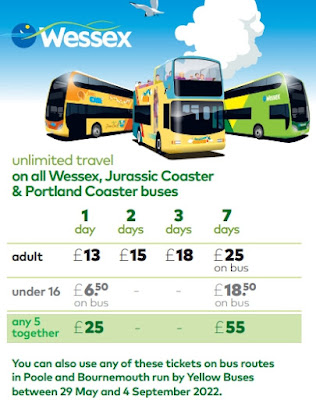 Wessex
unlimited travel
on all Wessex, Jurassic Coaster
& Portland Coaster buses
1 2 3 7
day days days days
adult £13 £15 £18 £25
on bus
under 16 £6.50 - - £18.50
on bus on bus
any 5
together £25 - - £55
You can also use any of these tickets on bus routes
in Poole and Bournemouth run by Yellow Buses
between 29 May and 4 September 2022.